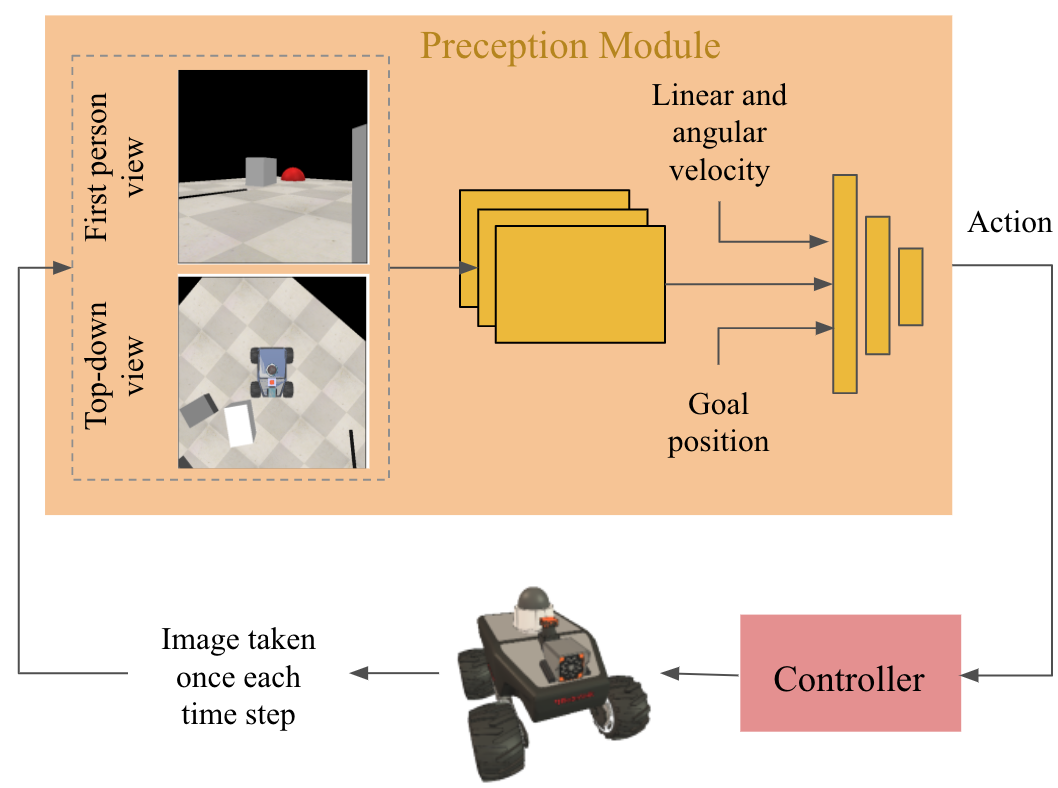 Preception Module
First person
view
Top-down
view
Linear and
angular
velocity
Goal
position
Action
Controller
Image taken
once each
time step